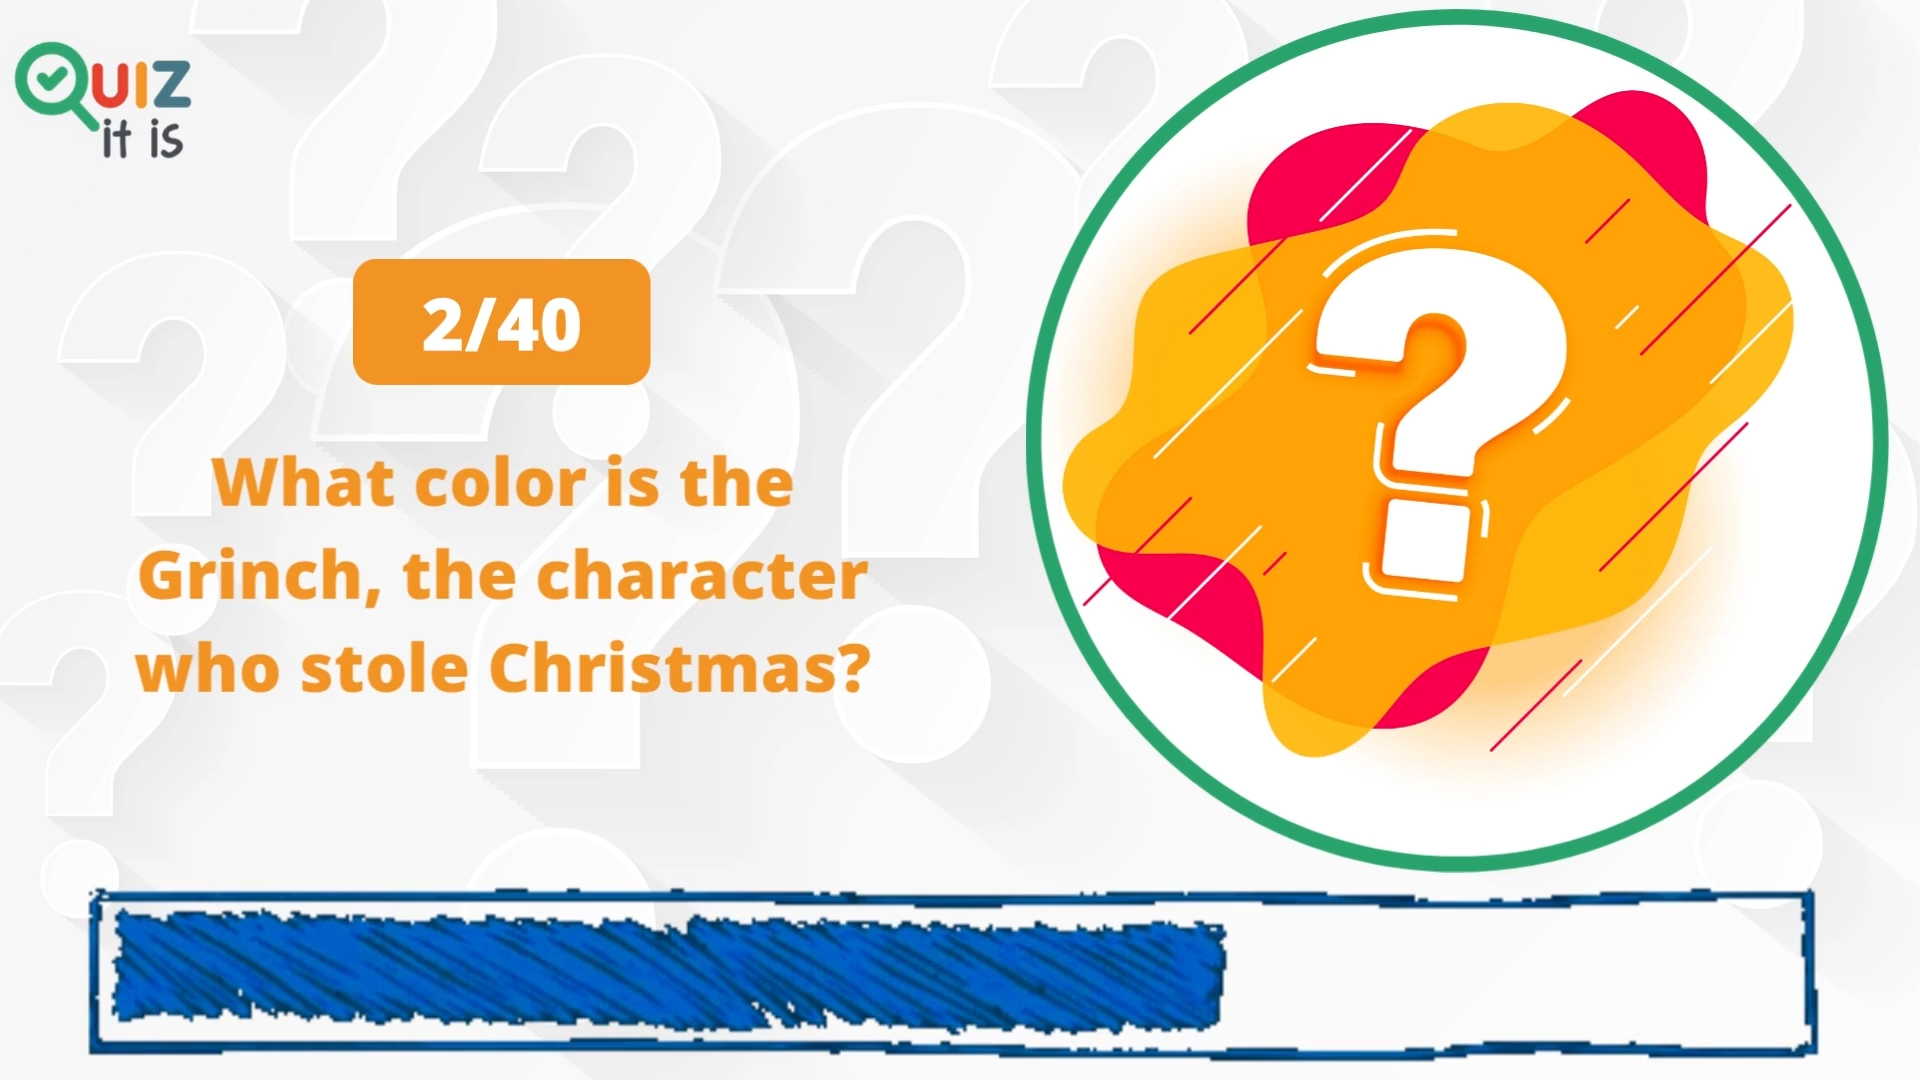 QUIZ
it is
2/40
What color is the
Grinch, the character
who stole Christmas?